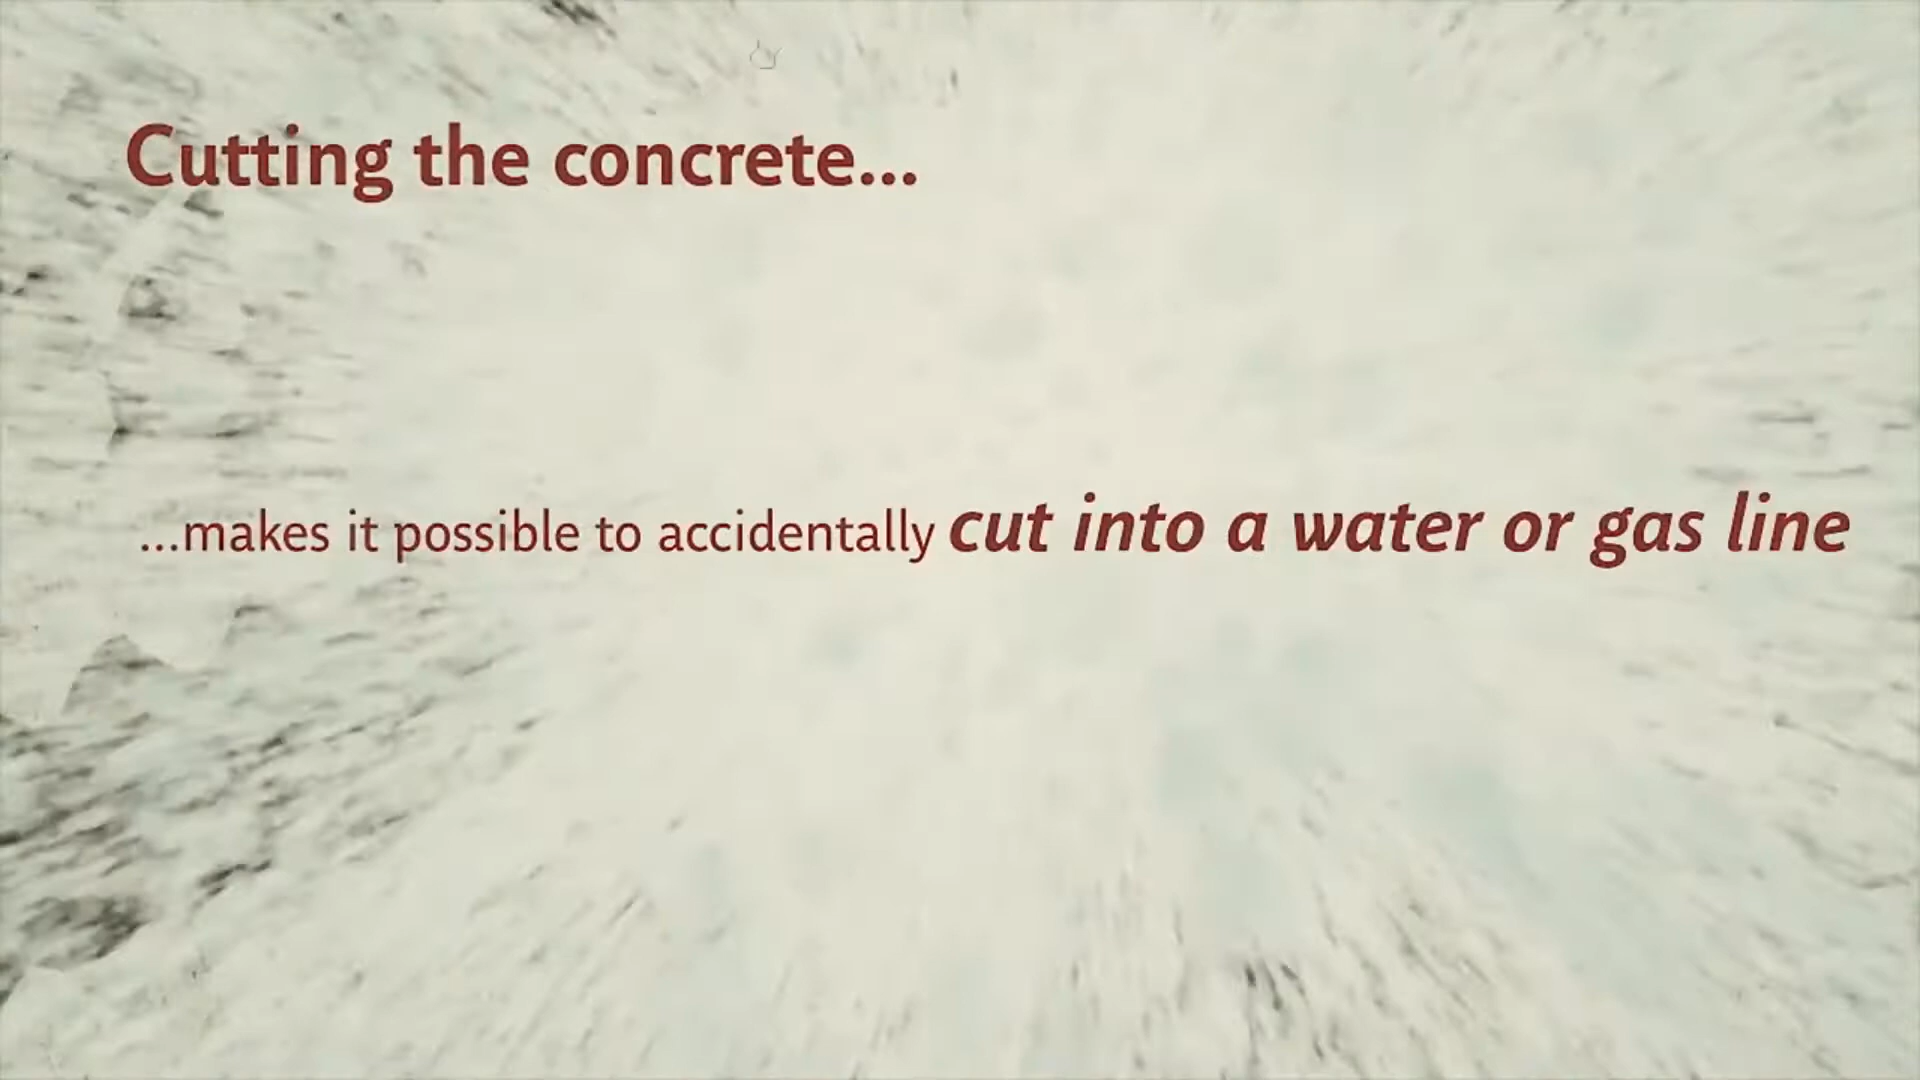 Cutting the concrete...
...makes it possible to accidentally cut into a water or gas line